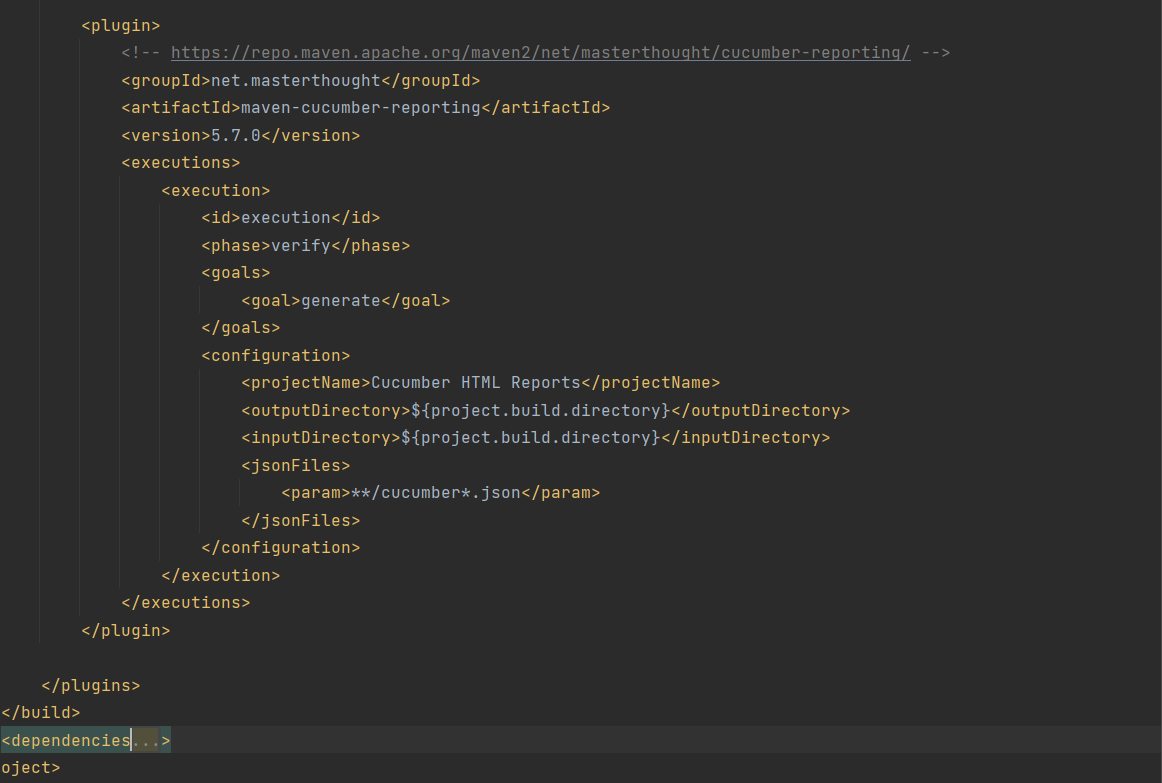 <plugin>
<!-- https://repo.maven.apache.org/maven2/net/masterthought/cucumber-reporting/ -->
<groupId>net.masterthought</groupId>
<artifactId>maven-cucumber-reporting</artifactId>
<version>5.7.0</version>
<executions>
<execution>
<id>execution</id>
<phase>verify</phase>
<goals>
<goal>generate</goal>
</goals>
<configuration>
<projectName>Cucumber HTML Reports</projectName>
<outputDirectory>${project.build.directory}</outputDirectory>
<inputDirectory>${project.build.directory}</inputDirectory>
<jsonFiles>
<param>**/cucumber*.json</param>
</jsonFiles>
</configuration>
</execution>
</executions>
</plugin>
</plugins>
</build>
<dependencies...>
oject>